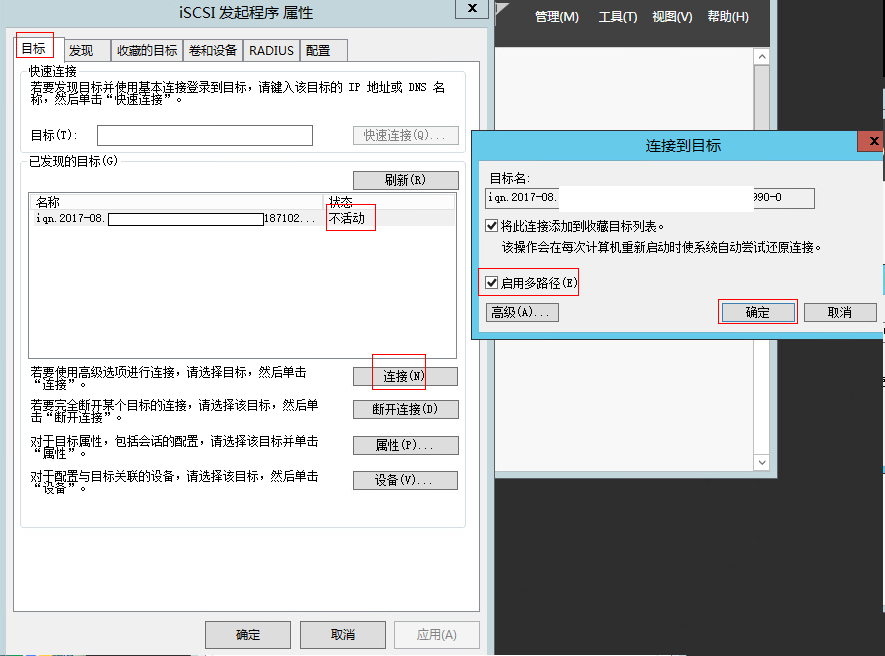 iSCSI 发起程序 属性
x
目标
发现
收藏的目标
卷和设备
RADIUS
配置
快速连接
若要发现目标并使用基本连接登录到目标，请键入该目标的 IP 地址或 DNS 名
称，然后单击“快速连接”。
目标(T):
快速连接(Q)...
已发现的目标(G)
刷新(R)
名称
状态
iqn.2017-08.
187102...
不活动
若要使用高级选项进行连接，请选择目标，然后单击
“连接”。
连接(N)
若要完全断开某个目标的连接，请选择该目标，然后单
击“断开连接”。
断开连接(D)
对于目标属性，包括会话的配置，请选择该目标并单击
“属性”。
属性(P)...
对于配置与目标关联的设备，请选择该目标，然后单击
“设备”。
设备(V)...
确定
取消
应用(A)
管理(M)
工具(T)
视图(V)
帮助(H)
连接到目标
x
目标名:
iqn.2017-08.
990-0
将此连接添加到收藏目标列表。
该操作会在每次计算机重新启动时使系统自动尝试还原连接。
启用多路径(E)
高级(A)...
确定
取消